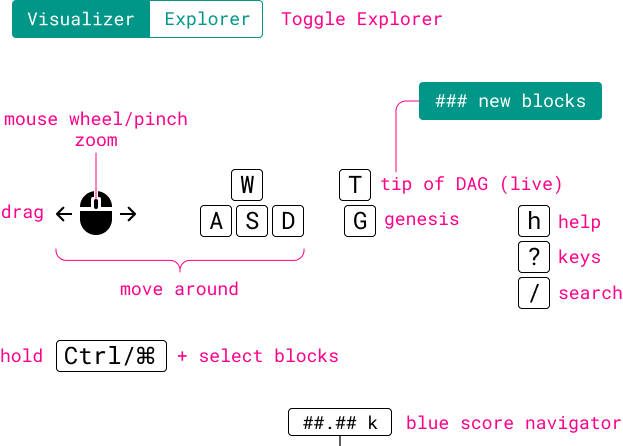 Visualizer Explorer Toggle Explorer
### new blocks
mouse wheel/pinch
zoom
W
T tip of DAG (live)
drag
A S D
G genesis
h help
? keys
/ search
move around
hold Ctrl/⌘ + select blocks
##.## k blue score navigator